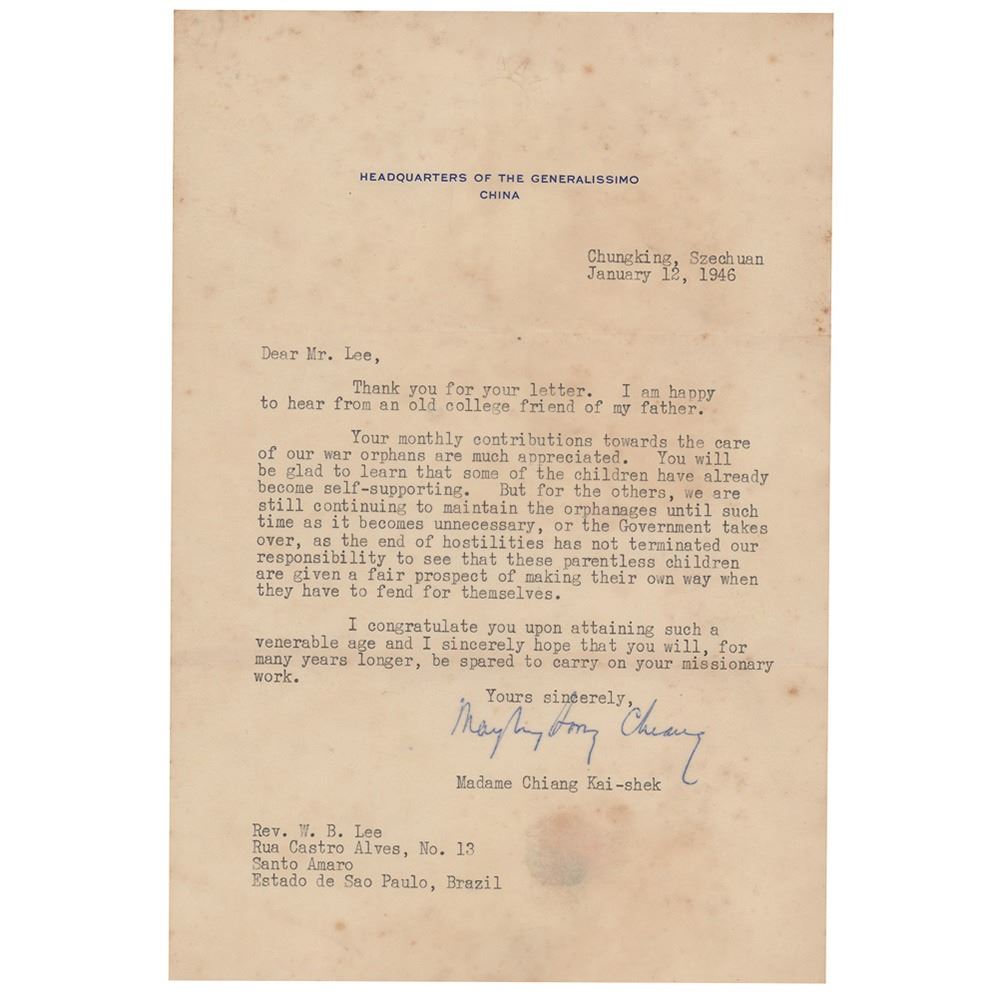 HEADQUARTERS OF THE GENERALISSIMO
CHINA
Chungking, Szechuan
January 12, 1946
Dear Mr. Lee,
Thank you for your letter. I am happy
to hear from an old college friend of my father.
Your monthly contributions towards the care
of our war orphans are much appreciated. You will
be glad to learn that some of the children have already
become self-supporting. But for the others, we are
still continuing to maintain the orphanages until such
time as it becomes unnecessary, or the Government takes
over, as the end of hostilities has not terminated our
responsibility to see that these parentless children
are given a fair prospect of making their own way when
they have to fend for themselves.
I congratulate you upon attaining such a
venerable age and I sincerely hope that you will, for
many years longer, be spared to carry on your missionary
work.
Yours sincerely,
Mayling Soong Chiang
Madame Chiang Kai-shek
Rev. W. B. Lee
Rua Castro Alves, No. 13
Santo Amaro
Estado de Sao Paulo, Brazil